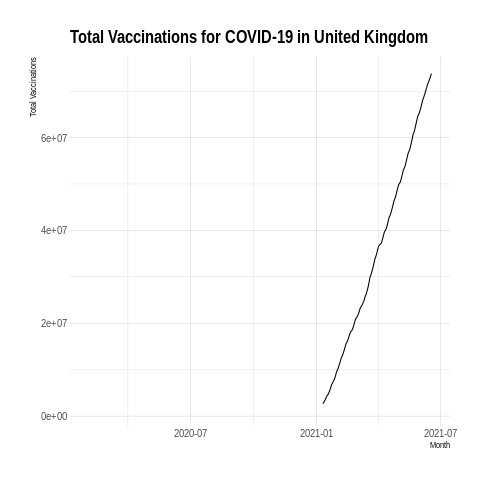 Total Vaccinations for COVID-19 in United Kingdom
Total Vaccinations
6e+07
4e+07
2e+07
0e+00
2020-07
2021-01
2021-07
Month